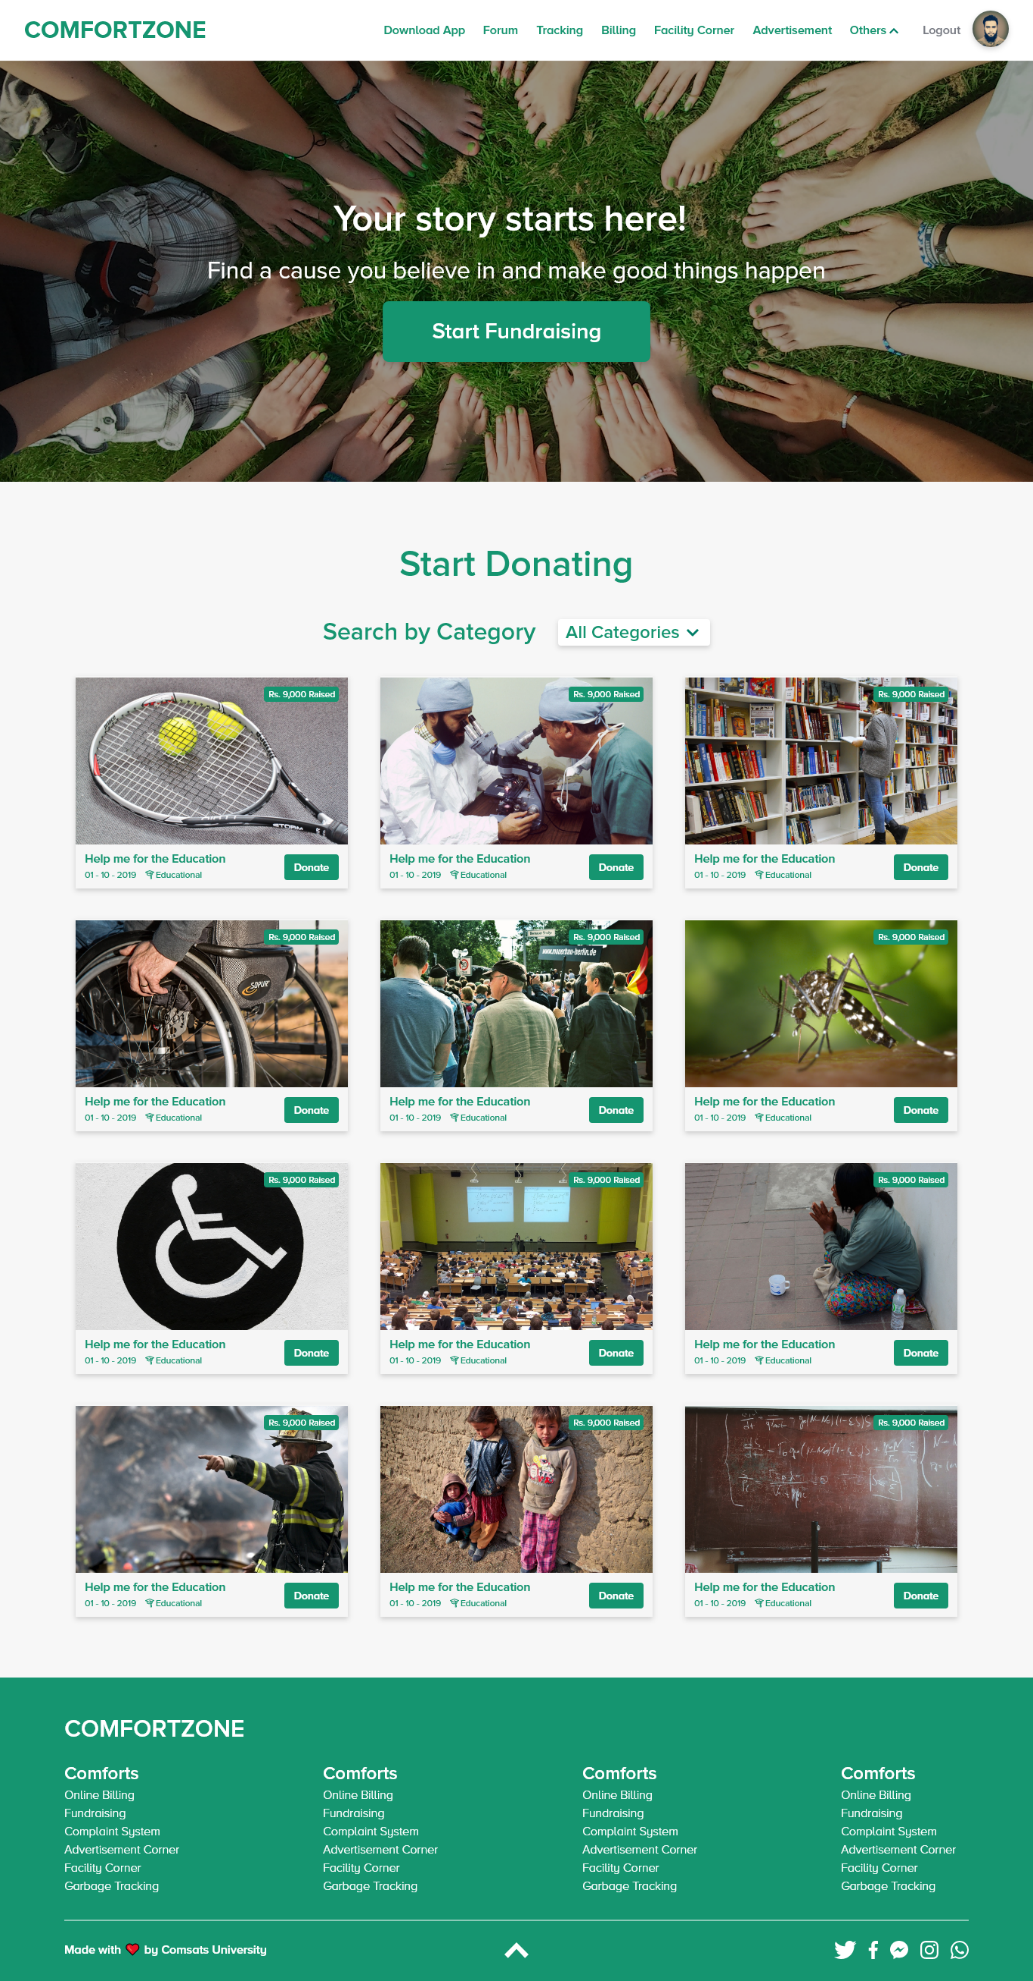 COMFORTZONE
Download App Forum Tracking Billing Facility Corner Advertisement Others Logout
Your story starts here!
Find a cause you believe in and make good things happen
Start Fundraising
Start Donating
Search by Category All Categories
Rs. 9,000 Raised Rs. 9,000 Raised Rs. 9,000 Raised
STORM
Help me for the Education Donate Help me for the Education Donate Help me for the Education Donate
01 - 10 - 2019 Educational 01 - 10 - 2019 Educational 01 - 10 - 2019 Educational
Rs. 9,000 Raised Rs. 9,000 Raised Rs. 9,000 Raised
www.mauerbau-berlin.de
SOPUR
Help me for the Education Donate Help me for the Education Donate Help me for the Education Donate
01 - 10 - 2019 Educational 01 - 10 - 2019 Educational 01 - 10 - 2019 Educational
Rs. 9,000 Raised Rs. 9,000 Raised Rs. 9,000 Raised
Help me for the Education Donate Help me for the Education Donate Help me for the Education Donate
01 - 10 - 2019 Educational 01 - 10 - 2019 Educational 01 - 10 - 2019 Educational
Rs. 9,000 Raised Rs. 9,000 Raised Rs. 9,000 Raised
Help me for the Education Donate Help me for the Education Donate Help me for the Education Donate
01 - 10 - 2019 Educational 01 - 10 - 2019 Educational 01 - 10 - 2019 Educational
COMFORTZONE
Comforts Comforts Comforts Comforts
Online Billing Online Billing Online Billing Online Billing
Fundraising Fundraising Fundraising Fundraising
Complaint System Complaint System Complaint System Complaint System
Advertisement Corner Advertisement Corner Advertisement Corner Advertisement Corner
Facility Corner Facility Corner Facility Corner Facility Corner
Garbage Tracking Garbage Tracking Garbage Tracking Garbage Tracking
Made with ❤ by Comsats University